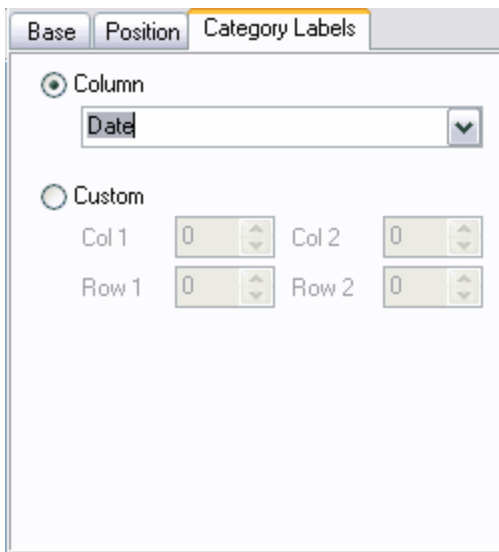 Base Position Category Labels
Column
Date
Custom
Col 1 0 Col 2 0
Row 1 0 Row 2 0